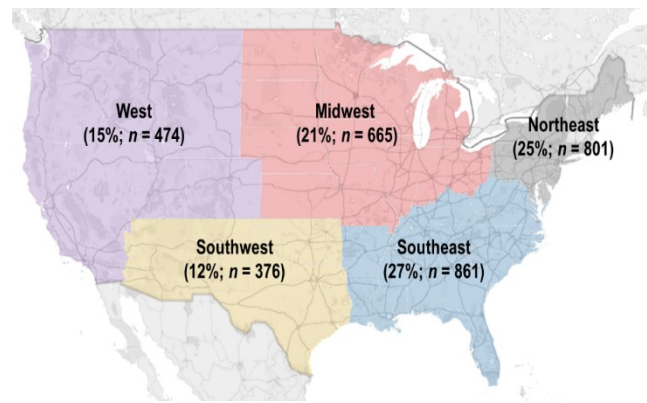 West
(15%; n = 474)
Midwest
(21%; n = 665)
Northeast
(25%; n = 801)
Southwest
(12%; n = 376)
Southeast
(27%; n = 861)